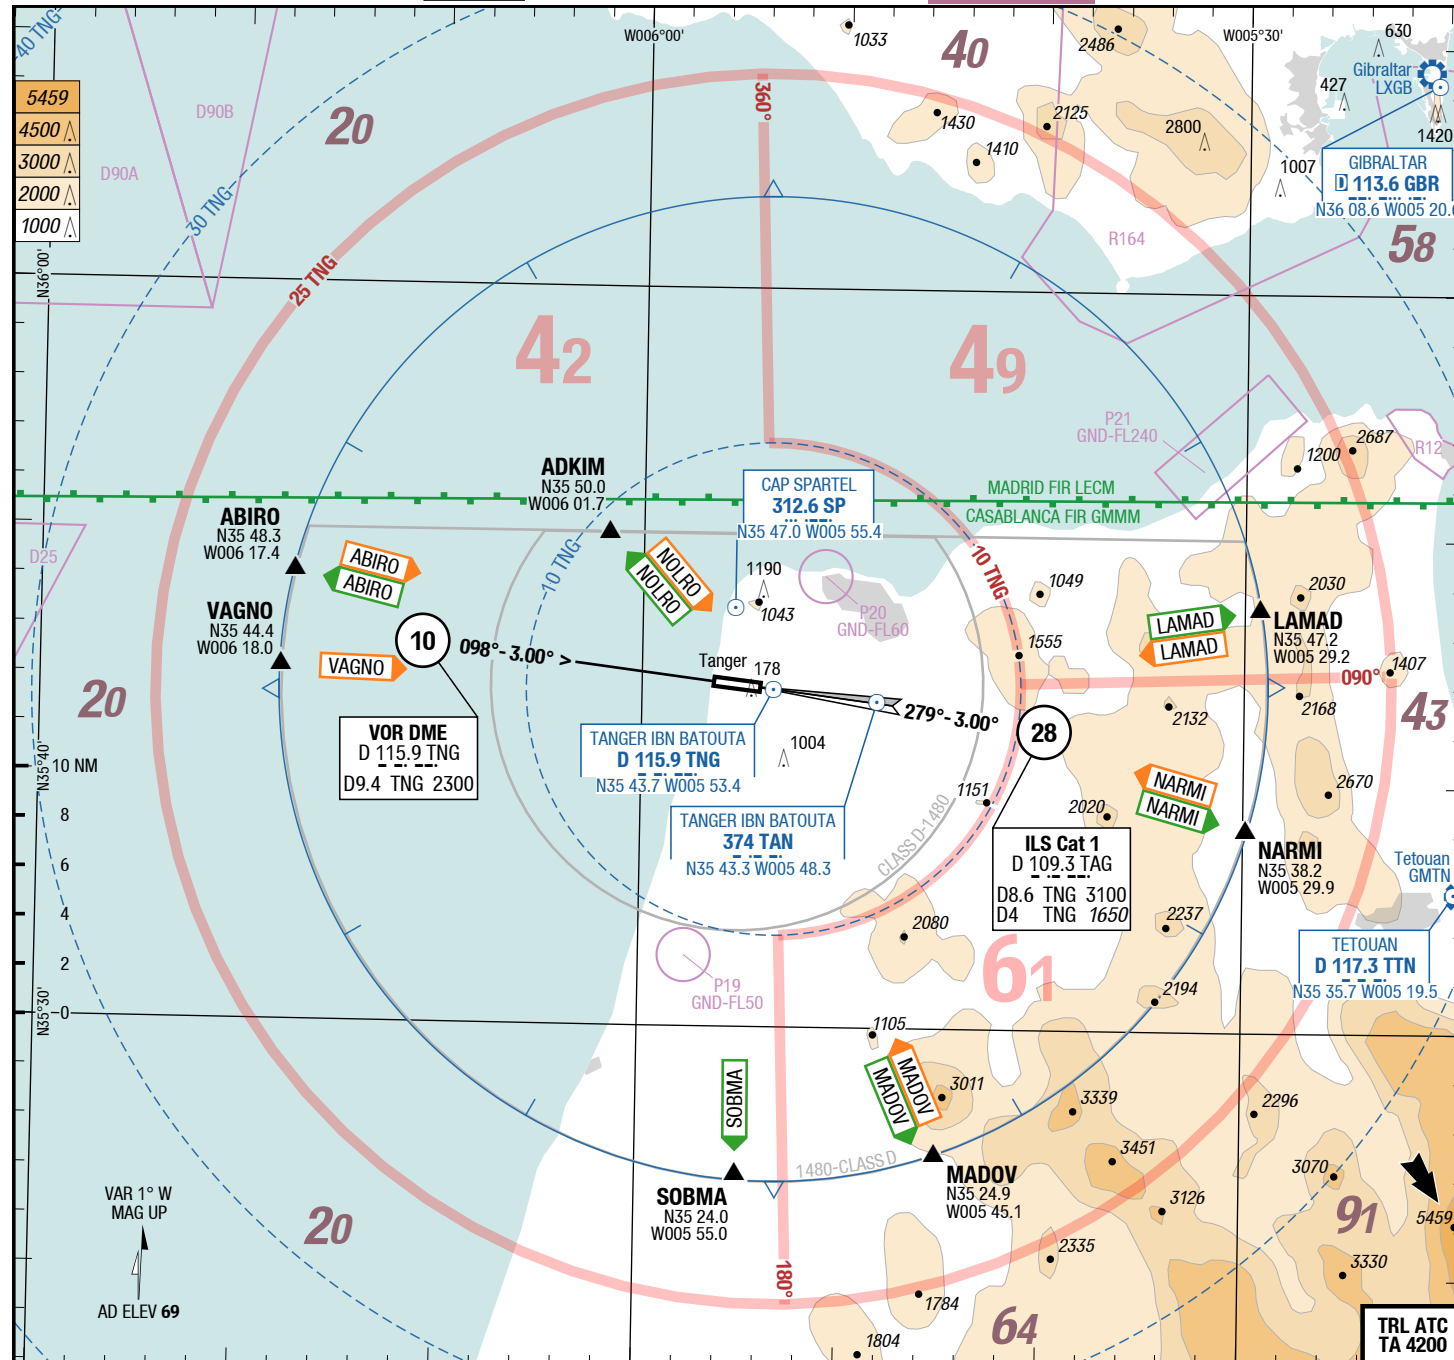 40 TNG
W006°00'
1033
40
2486
W005°30'
630
Gibraltar
LXGB
427
1420
5459
4500
3000
2000
1000
D90B
D90A
20
360°
1430
2125
1410
2800
1007
GIBRALTAR
D 113.6 GBR
N36 08.6 W005 20.
58
R164
30 TNG
25 TNG
N36°00'
42
49
P21
GND-FL240
2687
1200
R12
ADKIM
N35 50.0
W006 01.7
CAP SPARTEL
312.6 SP
N35 47.0 W005 55.4
MADRID FIR LECM
CASABLANCA FIR GMMM
ABIRO
N35 48.3
W006 17.4
D25
ABIRO
ABIRO
NOLRO
NOLRO
10 TNG
10 TNG
1190
1043
P20
GND-FL60
1049
2030
VAGNO
N35 44.4
W006 18.0
10
098°-3.00° >
VAGNO
LAMAD
LAMAD
LAMAD
N35 47.2
W005 29.2
1555
1407
090°
Tanger
178
20
279°-3.00°
28
2132
2168
43
VOR DME
D 115.9 TNG
D9.4 TNG 2300
TANGER IBN BATOUTA
D 115.9 TNG
N35 43.7 W005 53.4
1004
N35°40'
10 NM
8
6
4
2
0
TANGER IBN BATOUTA
374 TAN
N35 43.3 W005 48.3
1151
CLASS D-1480
2020
NARMI
NARMI
2670
NARMI
N35 38.2
W005 29.9
ILS Cat 1
D 109.3 TAG
D8.6 TNG 3100
D4 TNG 1650
Tetouan
GMTN
2080
2237
TETOUAN
D 117.3 TTN
N35 35.7 W005 19.5
61
P19
GND-FL50
2194
N35°30'
1105
SOBMA
MADOV
MADOV
3011
3339
2296
3451
1480-CLASS D
SOBMA
N35 24.0
W005 55.0
MADOV
N35 24.9
W005 45.1
3070
3126
5459
91
VAR 1° W
MAG UP
20
AD ELEV 69
180°
2335
3330
1784
64
1804
TRL ATC
TA 4200